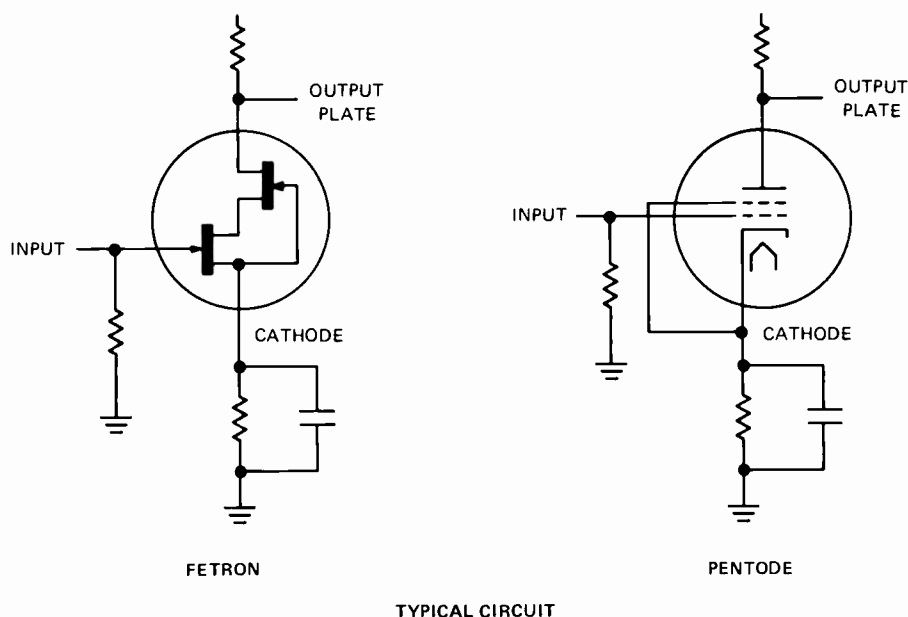 OUTPUT
PLATE
INPUT
CATHODE
FETRON
OUTPUT
PLATE
INPUT
CATHODE
PENTODE
TYPICAL CIRCUIT